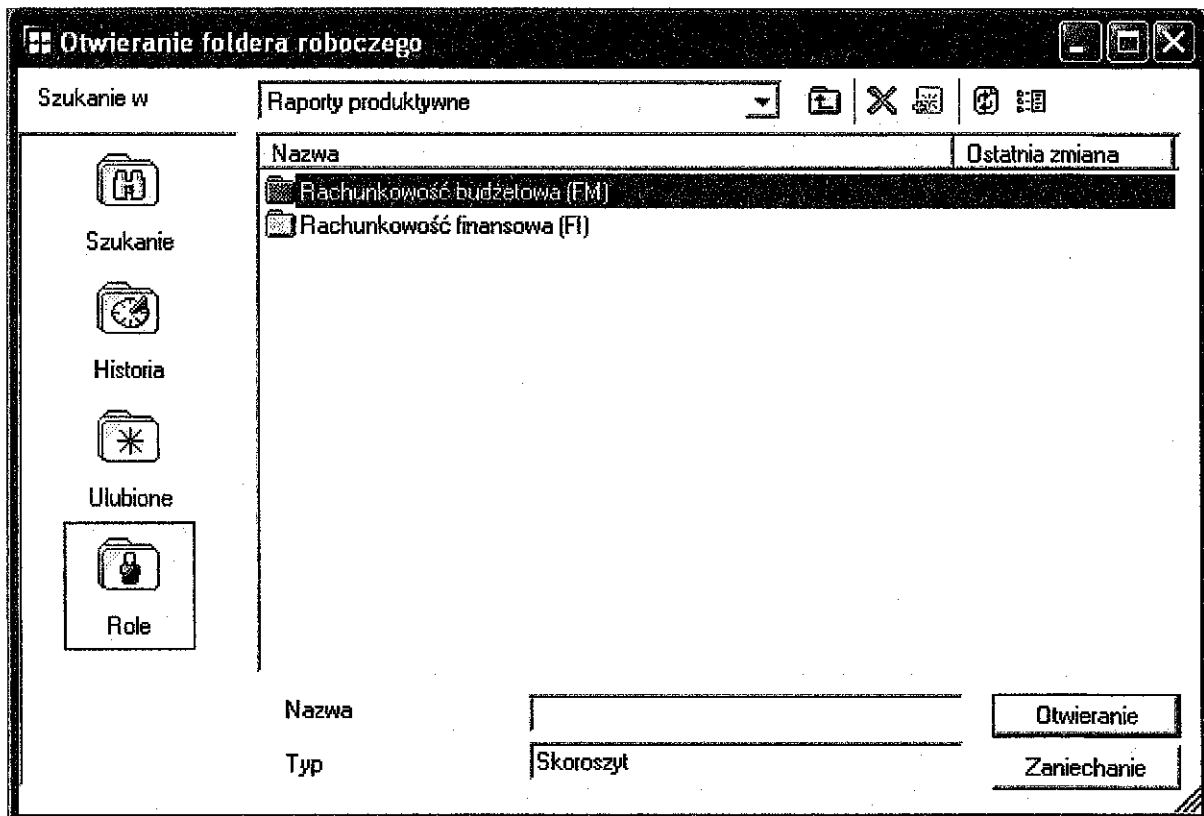 Otwieranie foldera roboczego
Szukanie w
Raporty produktywne
Nazwa
Ostatnia zmiana
Rachunkowość budżetowa (FM)
Rachunkowość finansowa (FI)
Szukanie
Historia
Ulubione
Role
Nazwa
Otwieranie
Typ
Skoroszyt
Zaniechanie